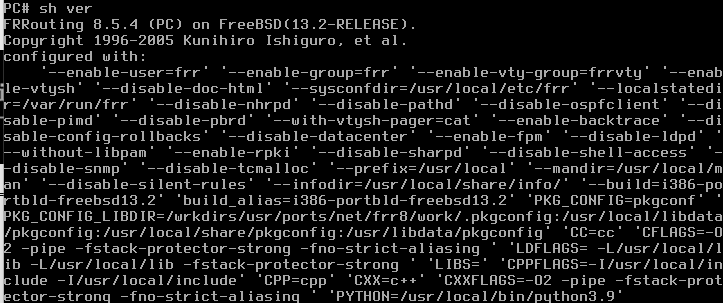 PC# sh ver
FRRouting 8.5.4 (PC) on FreeBSD(13.2-RELEASE).
Copyright 1996-2005 Kunihiro Ishiguro, et al.
configured with:
'--enable-user=frr' '--enable-group=frr' '--enable-vty-group=frrvty' '--enab
le-vtysh' '--disable-doc-html' '--sysconfdir=/usr/local/etc/frr' '--localstatedi
r=/var/run/frr' '--disable-nhrpd' '--disable-pathd' '--disable-ospfclient' '--di
sable-pimd' '--disable-pbrd' '--with-vtysh-pager=cat' '--enable-backtrace' '--di
sable-config-rollbacks' '--disable-datacenter' '--enable-fpm' '--disable-ldpd' '
--without-libpam' '--enable-rpki' '--disable-sharpd' '--disable-shell-access' '-
-disable-snmp' '--disable-tcmalloc' '--prefix=/usr/local' '--mandir=/usr/local/m
an' '--disable-silent-rules' '--infodir=/usr/local/share/info/' '--build=i386-po
rtbld-freebsd13.2' 'build_alias=i386-portbld-freebsd13.2' 'PKG_CONFIG=pkgconf' '
PKG_CONFIG_LIBDIR=/wrkdirs/usr/ports/net/frr8/work/.pkgconfig:/usr/local/libdata
/pkgconfig:/usr/local/share/pkgconfig:/usr/libdata/pkgconfig' 'CC=cc' 'CFLAGS=-O
2 -pipe -fstack-protector-strong -fno-strict-aliasing ' 'LDFLAGS= -L/usr/local/l
ib -L/usr/local/lib -fstack-protector-strong ' 'LIBS=' 'CPPFLAGS=-I/usr/local/in
clude -I/usr/local/include' 'CPP=cpp' 'CXX=c++' 'CXXFLAGS=-O2 -pipe -fstack-prot
ector-strong -fno-strict-aliasing ' 'PYTHON=/usr/local/bin/python3.9'